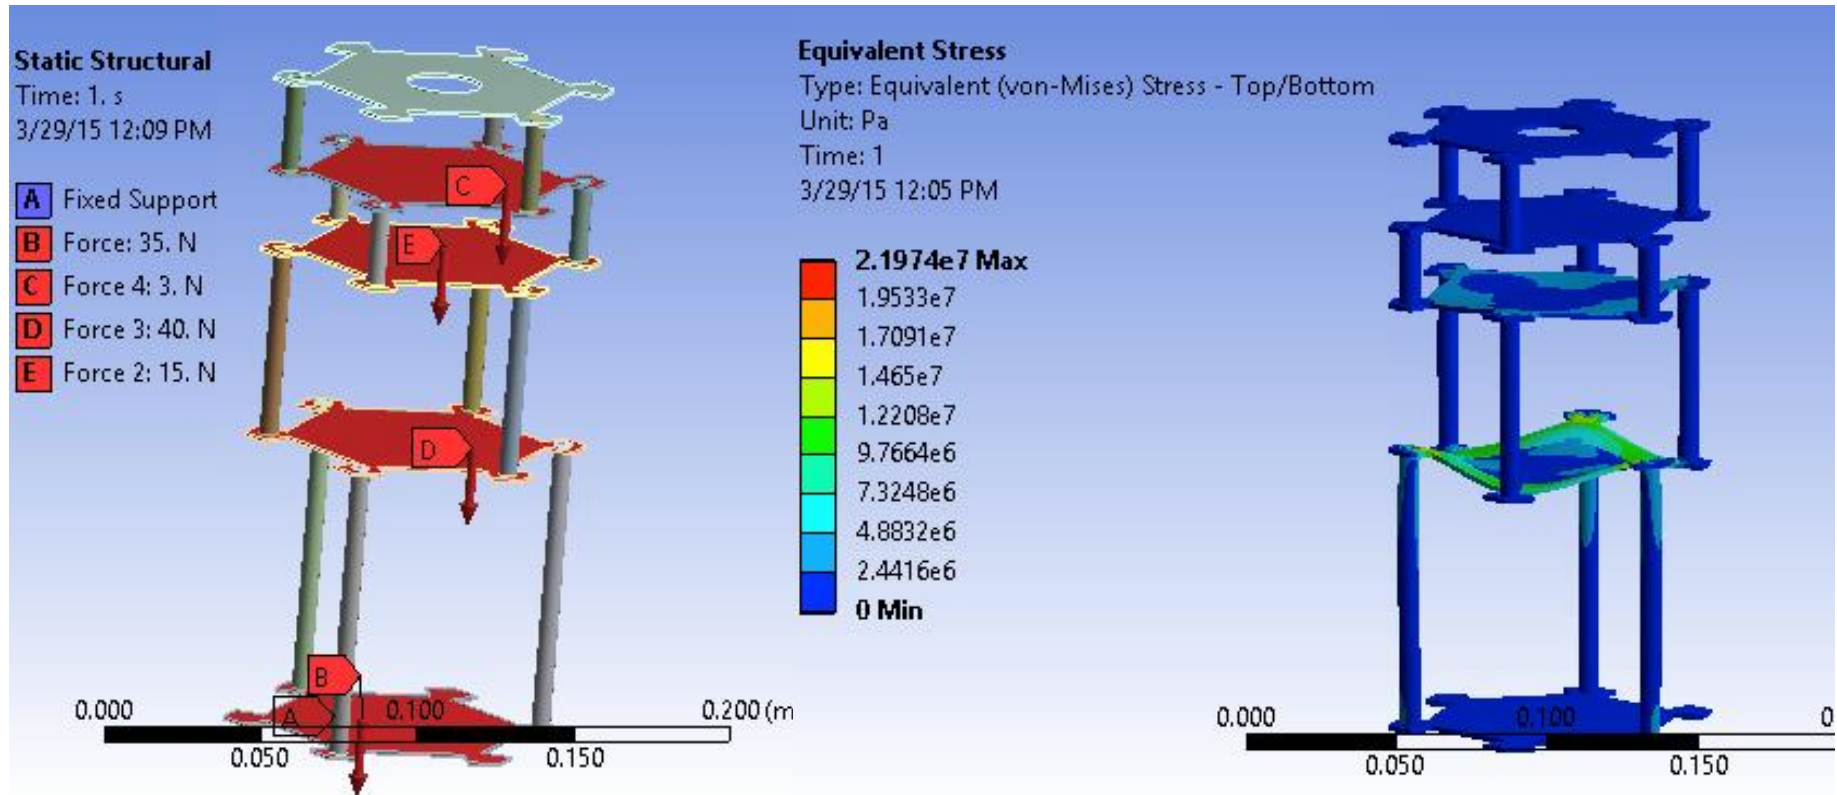 Static Structural
Time: 1. s
3/29/15 12:09 PM
A Fixed Support
B Force: 35. N
C Force 4: 3. N
D Force 3: 40. N
E Force 2: 15. N
C
E
D
B
A
0.000
0.100
0.200 (m
0.050
0.150
Equivalent Stress
Type: Equivalent (von-Mises) Stress - Top/Bottom
Unit: Pa
Time: 1
3/29/15 12:05 PM
2.1974e7 Max
1.9533e7
1.7091e7
1.465e7
1.2208e7
9.7664e6
7.3248e6
4.8832e6
2.4416e6
0 Min
0.000
0.100
0
0.050
0.150